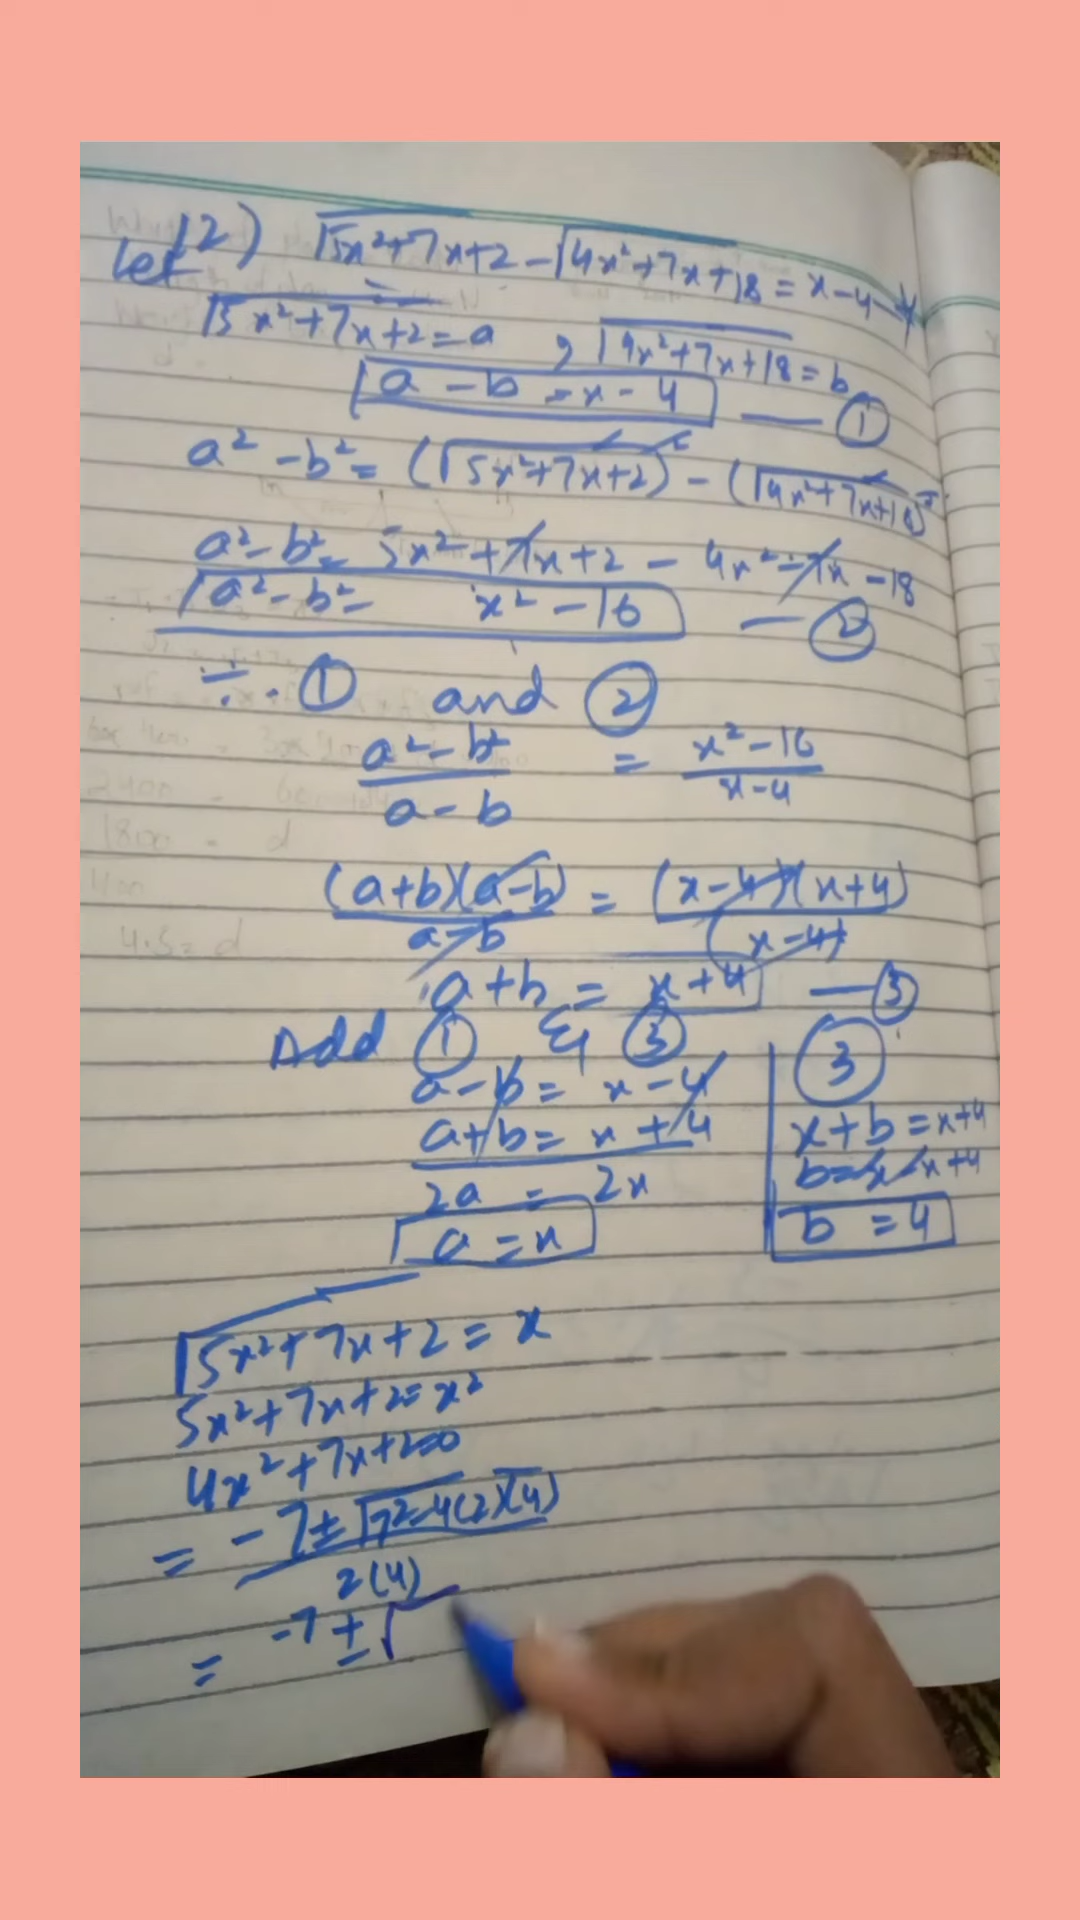 12) √5x²+7x+2 - √4x²+7x+18 = x-4
Let
√5x²+7x+2 = a , √4x²+7x+18 = b
a - b = x - 4 — ①
a² - b² = (√5x²+7x+2)² - (√4x²+7x+18)²
a² - b² = 5x² + 7x + 2 - 4x² - 7x - 18
a² - b² = x² - 16 — ②
÷. ① and ②
a² - b² / a - b = x² - 16 / x - 4
(a+b)(a-b) / a-b = (x-4)(x+4) / (x-4)
a + b = x + 4 — ③
Add ① & ③
a - b = x - 4
a + b = x + 4
2a = 2x
a = x
③
x + b = x+4
b = x - x + 4
b = 4
√5x²+7x+2 = x
5x²+7x+2 = x²
4x²+7x+2=0
= -7 ± √7²-4(2)(4) / 2(4)
= -7 ± √